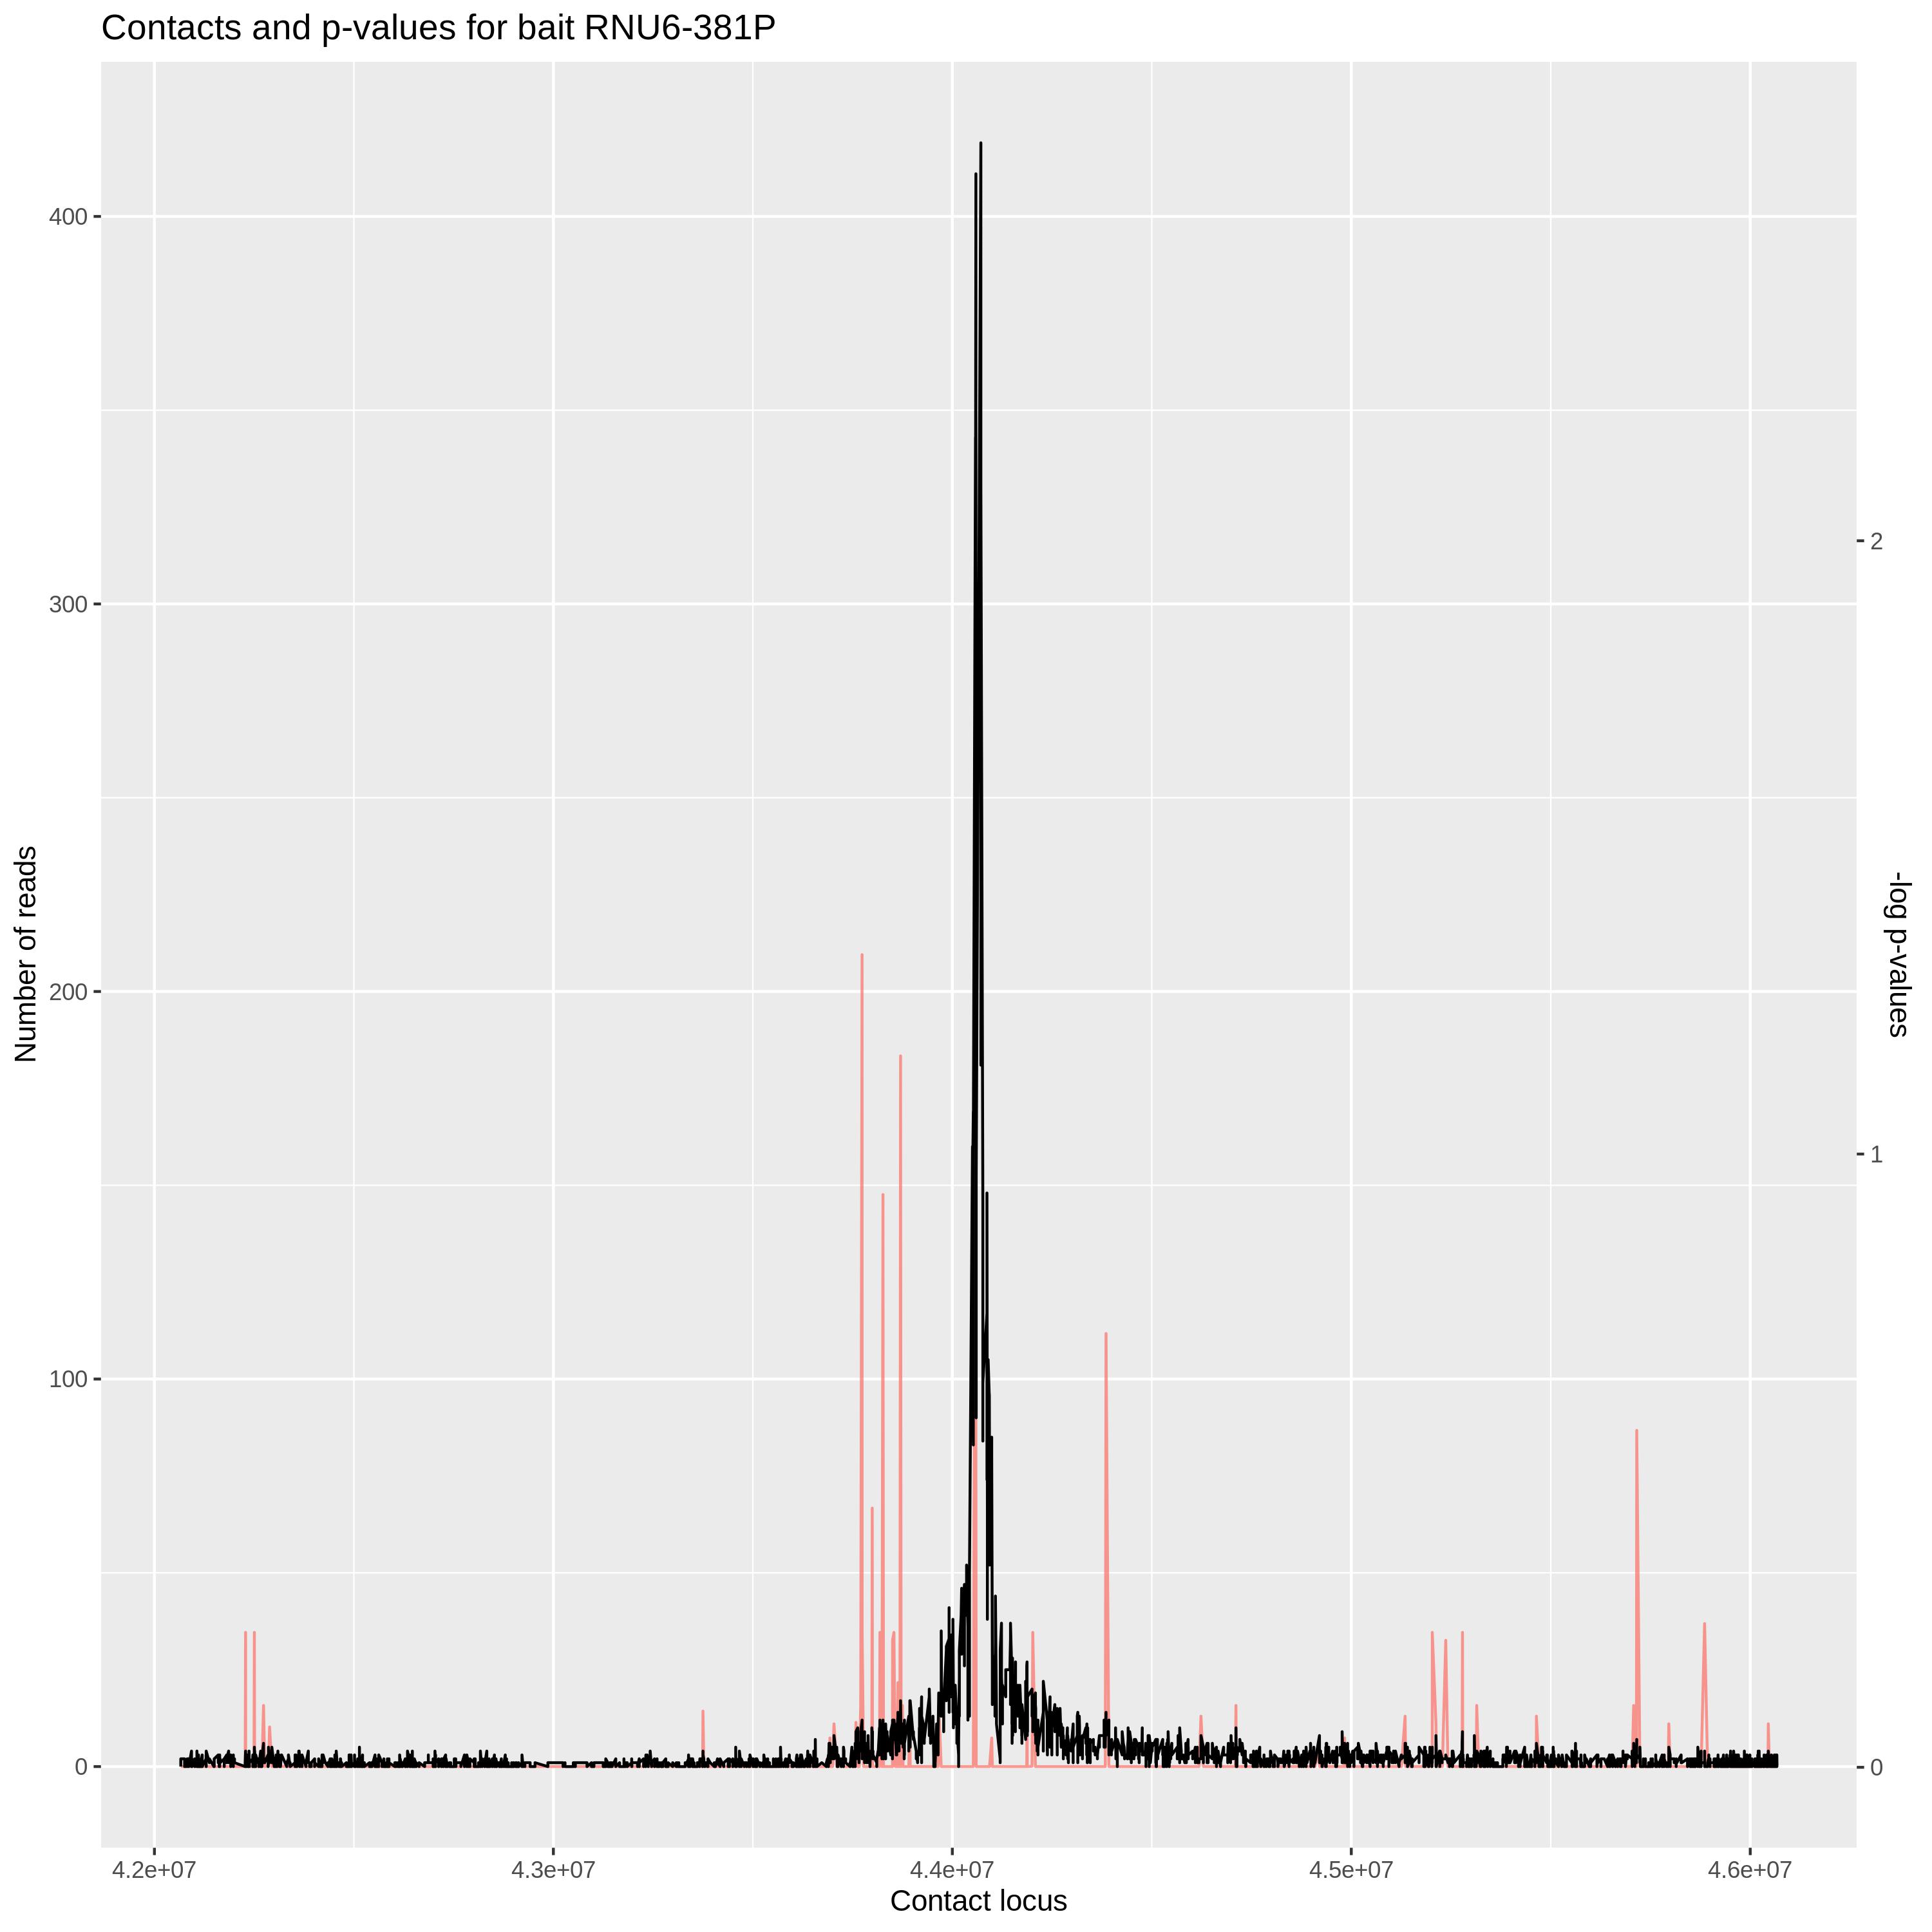 Contacts and p-values for bait RNU6-381P
400
300
200
100
0
Number of reads
2
1
0
-log p-values
4.2e+07
4.3e+07
4.4e+07
4.5e+07
4.6e+07
Contact locus